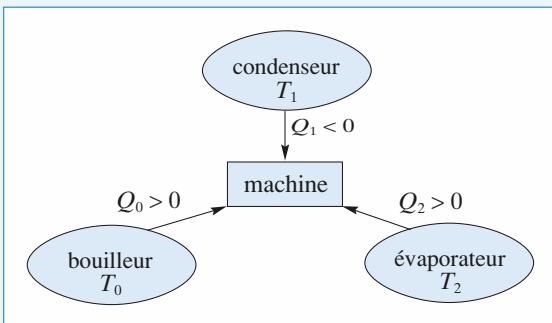 condenseur
T₁
Q₁ < 0
machine
Q₀ > 0
Q₂ > 0
bouilleur
T₀
évaporateur
T₂